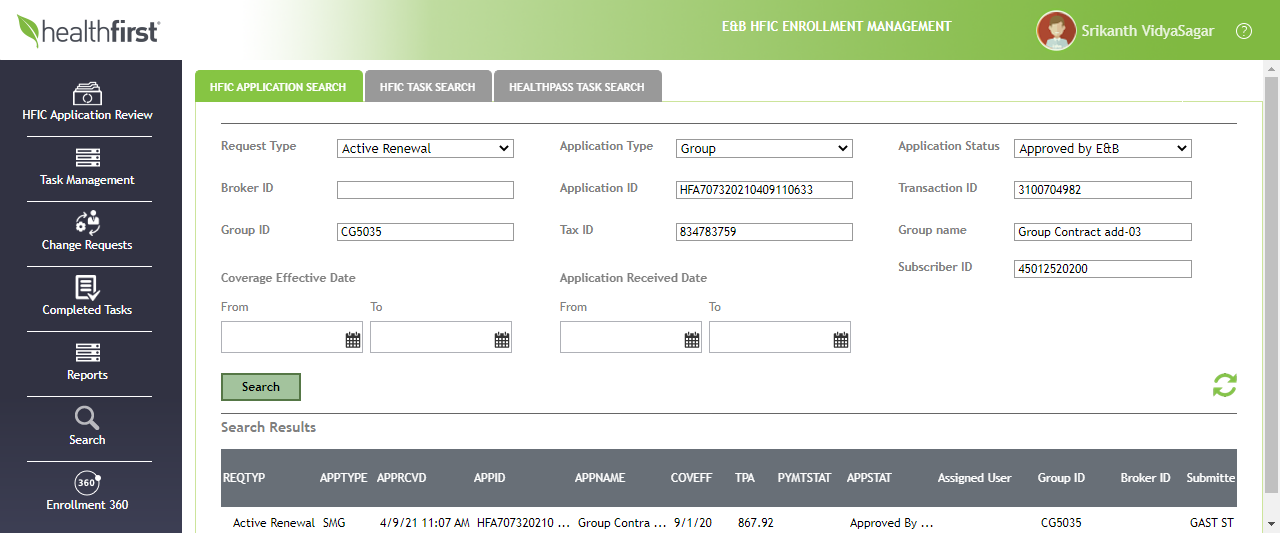 healthfirst
E&B HFIC ENROLLMENT MANAGEMENT
Srikanth VidyaSagar
?
HFIC Application Review
Task Management
Change Requests
Completed Tasks
Reports
Search
360°
Enrollment 360
HFIC APPLICATION SEARCH HFIC TASK SEARCH HEALTHPASS TASK SEARCH
Request Type Active Renewal Application Type Group Application Status Approved by E&B
Broker ID Application ID HFA707320210409110633 Transaction ID 3100704982
Group ID CG5035 Tax ID 834783759 Group name Group Contract add-03
Subscriber ID 45012520200
Coverage Effective Date Application Received Date
From To From To
Search
Search Results
REQTYP APPTYPE APPRCVD APPID APPNAME COVEFF TPA PYMTSTAT APPSTAT Assigned User Group ID Broker ID Submitte
Active Renewal SMG 4/9/21 11:07 AM HFA707320210 ... Group Contra ... 9/1/20 867.92 Approved By ... CG5035 GAST ST